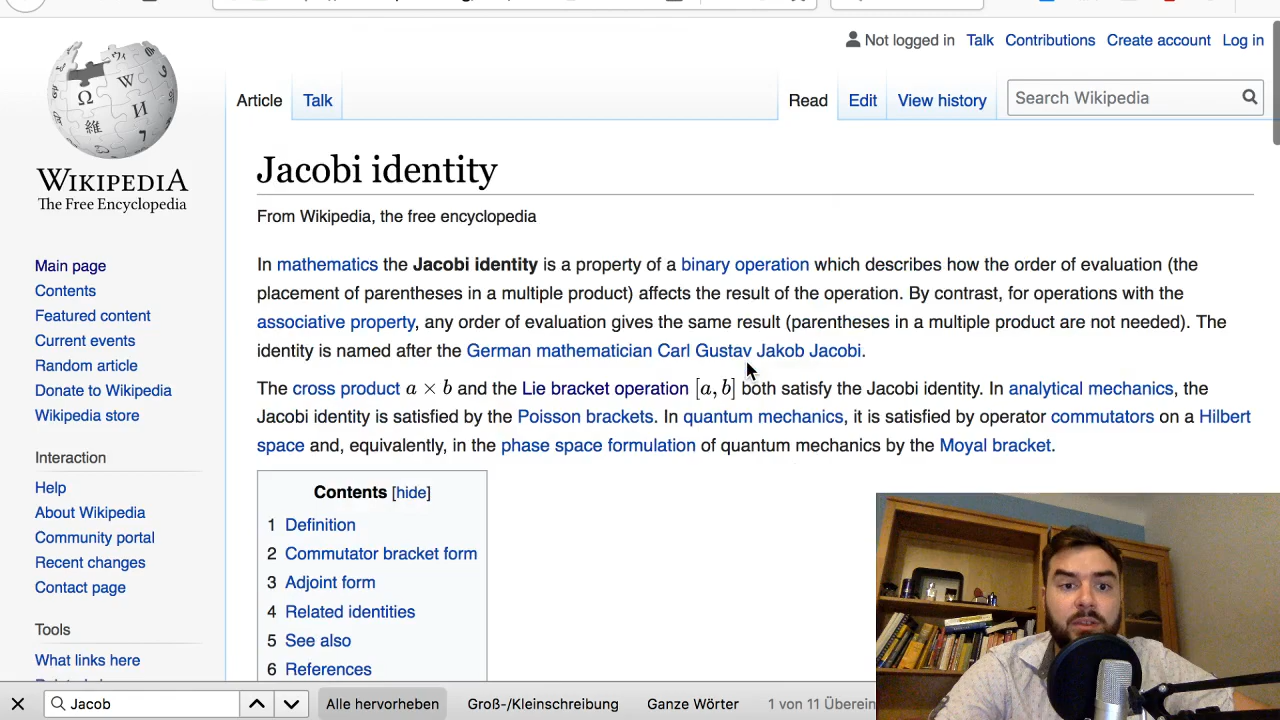 Not logged in Talk Contributions Create account Log in
Article Talk Read Edit View history Search Wikipedia
WIKIPEDIA
The Free Encyclopedia
Ω W И 維 7
Jacobi identity
From Wikipedia, the free encyclopedia
In mathematics the Jacobi identity is a property of a binary operation which describes how the order of evaluation (the
placement of parentheses in a multiple product) affects the result of the operation. By contrast, for operations with the
associative property, any order of evaluation gives the same result (parentheses in a multiple product are not needed). The
identity is named after the German mathematician Carl Gustav Jakob Jacobi.
The cross product a × b and the Lie bracket operation [a, b] both satisfy the Jacobi identity. In analytical mechanics, the
Jacobi identity is satisfied by the Poisson brackets. In quantum mechanics, it is satisfied by operator commutators on a Hilbert
space and, equivalently, in the phase space formulation of quantum mechanics by the Moyal bracket.
Contents [hide]
1 Definition
2 Commutator bracket form
3 Adjoint form
4 Related identities
5 See also
6 References
Main page
Contents
Featured content
Current events
Random article
Donate to Wikipedia
Wikipedia store
Interaction
Help
About Wikipedia
Community portal
Recent changes
Contact page
Tools
What links here
Jacob Alle hervorheben Groß-/Kleinschreibung Ganze Wörter 1 von 11 Überein